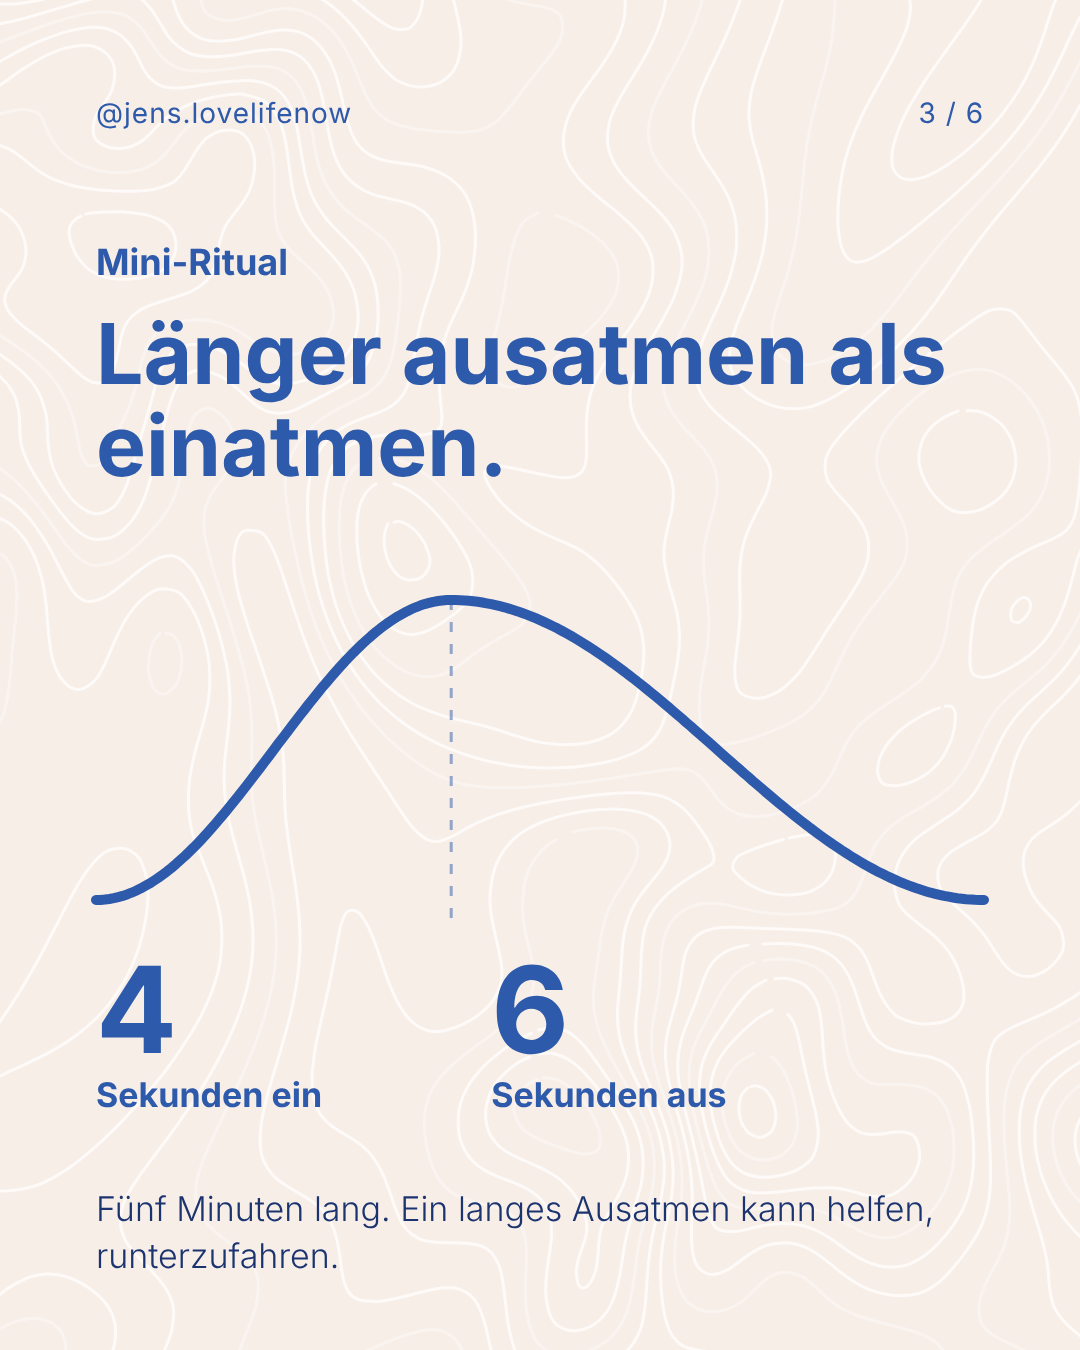 @jens.lovelifenow
3 / 6
Mini-Ritual
Länger ausatmen als
einatmen.
4
Sekunden ein
6
Sekunden aus
Fünf Minuten lang. Ein langes Ausatmen kann helfen,
runterzufahren.